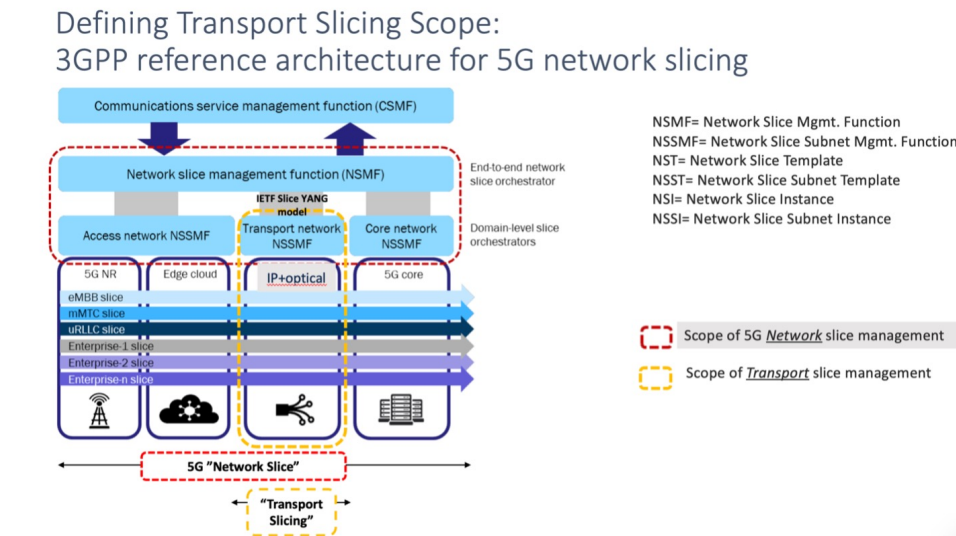 Defining Transport Slicing Scope:
3GPP reference architecture for 5G network slicing
Communications service management function (CSMF)
Network slice management function (NSMF)
End-to-end network
slice orchestrator
IETF Slice YANG
model
Access network NSSMF
Transport network
NSSMF
Core network
NSSMF
Domain-level slice
orchestrators
5G NR
Edge cloud
IP+optical
5G core
eMBB slice
mMTC slice
uRLLC slice
Enterprise-1 slice
Enterprise-2 slice
Enterprise-n slice
5G ”Network Slice”
“Transport
Slicing”
NSMF= Network Slice Mgmt. Function
NSSMF= Network Slice Subnet Mgmt. Function
NST= Network Slice Template
NSST= Network Slice Subnet Template
NSI= Network Slice Instance
NSSI= Network Slice Subnet Instance
Scope of 5G Network slice management
Scope of Transport slice management